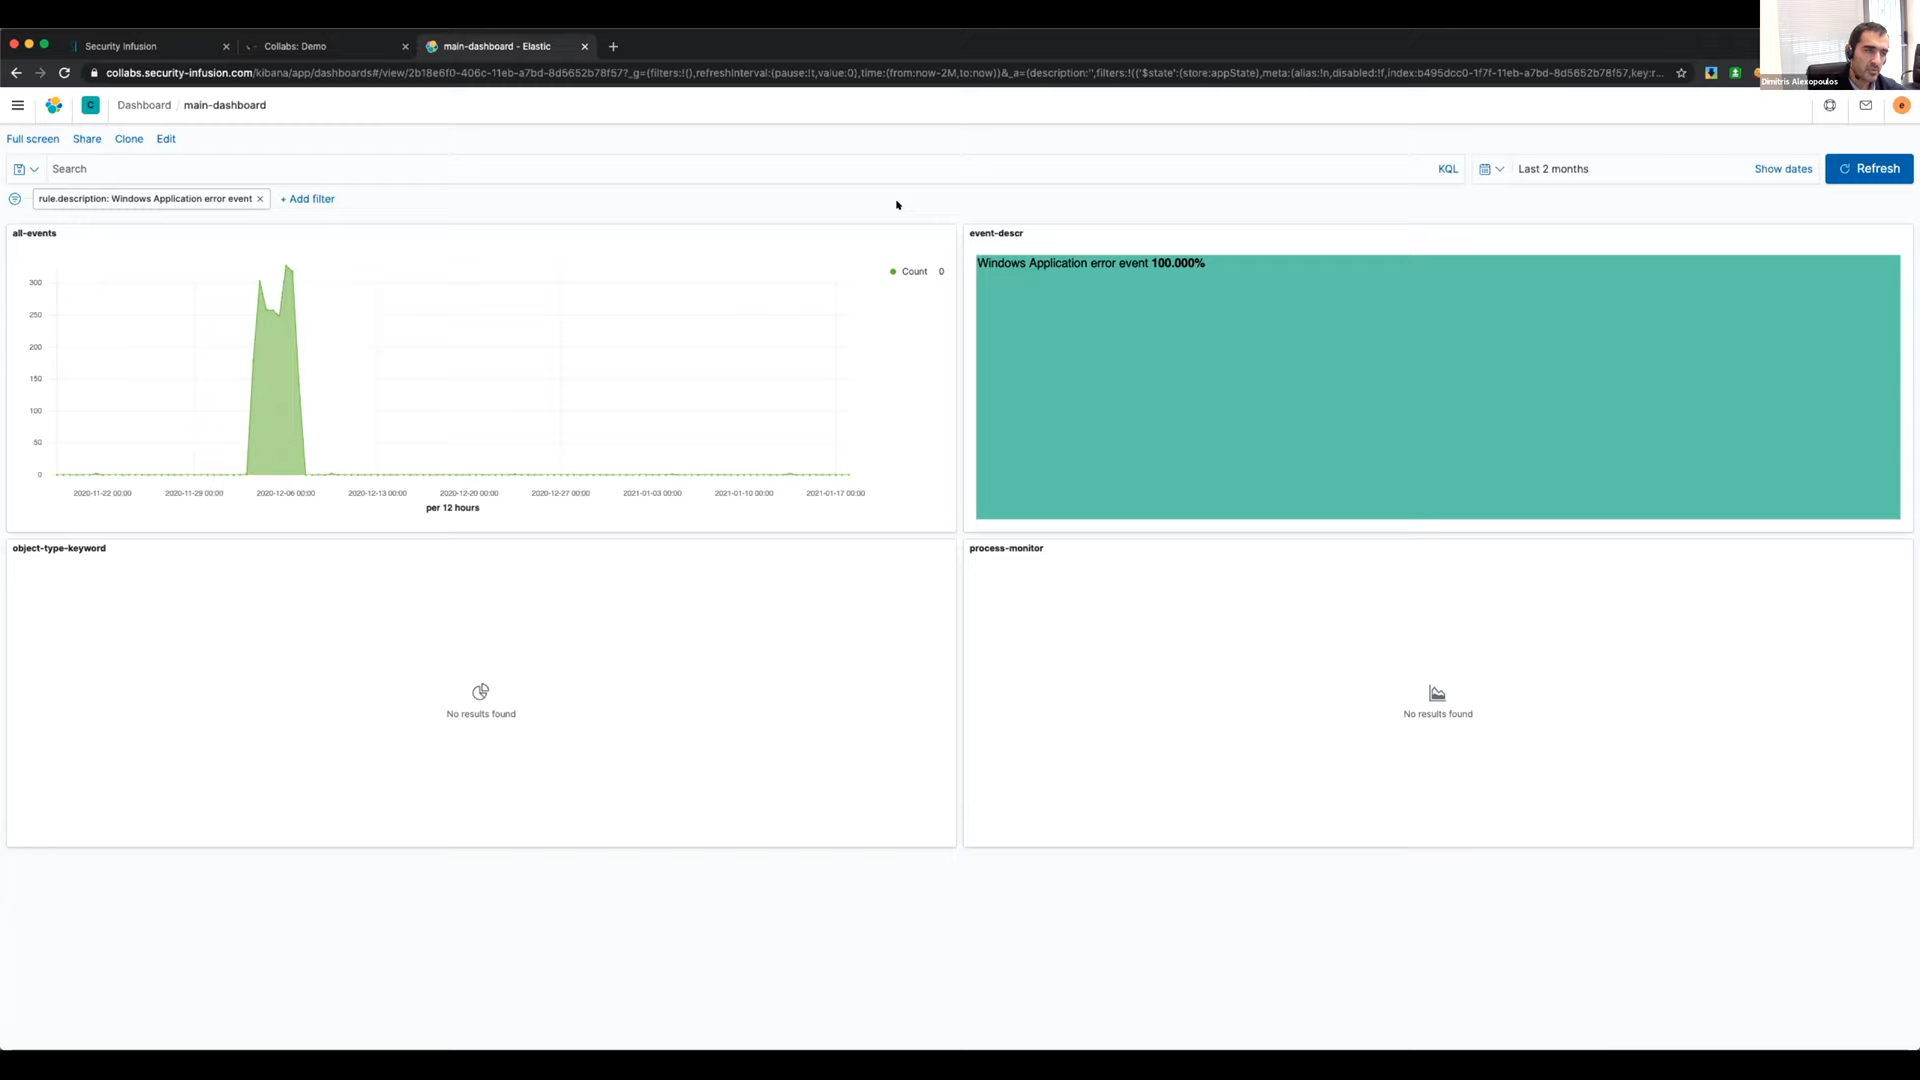 Security Infusion
Collabs: Demo
main-dashboard - Elastic
collabs.security-infusion.com/kibana/app/dashboards#/view/2b18e6f0-406c-11eb-a7bd-8d5652b78f57?_g=(filters:!(),refreshInterval:(pause:!t,value:0),time:(from:now-2M,to:now))&_a=(description:'',filters:!(('$state':(store:appState),meta:(alias:!n,disabled:!f,index:b495dcc0-1f7f-11eb-a7bd-8d5652b78f57,key:r...
Dimitris Alexopoulos
C
Dashboard / main-dashboard
e
Full screen Share Clone Edit
Search
KQL
Last 2 months
Show dates
Refresh
rule.description: Windows Application error event
+ Add filter
all-events
Count 0
300
250
200
150
100
50
0
2020-11-22 00:00 2020-11-29 00:00 2020-12-06 00:00 2020-12-13 00:00 2020-12-20 00:00 2020-12-27 00:00 2021-01-03 00:00 2021-01-10 00:00 2021-01-17 00:00
per 12 hours
event-descr
Windows Application error event 100.000%
object-type-keyword
No results found
process-monitor
No results found